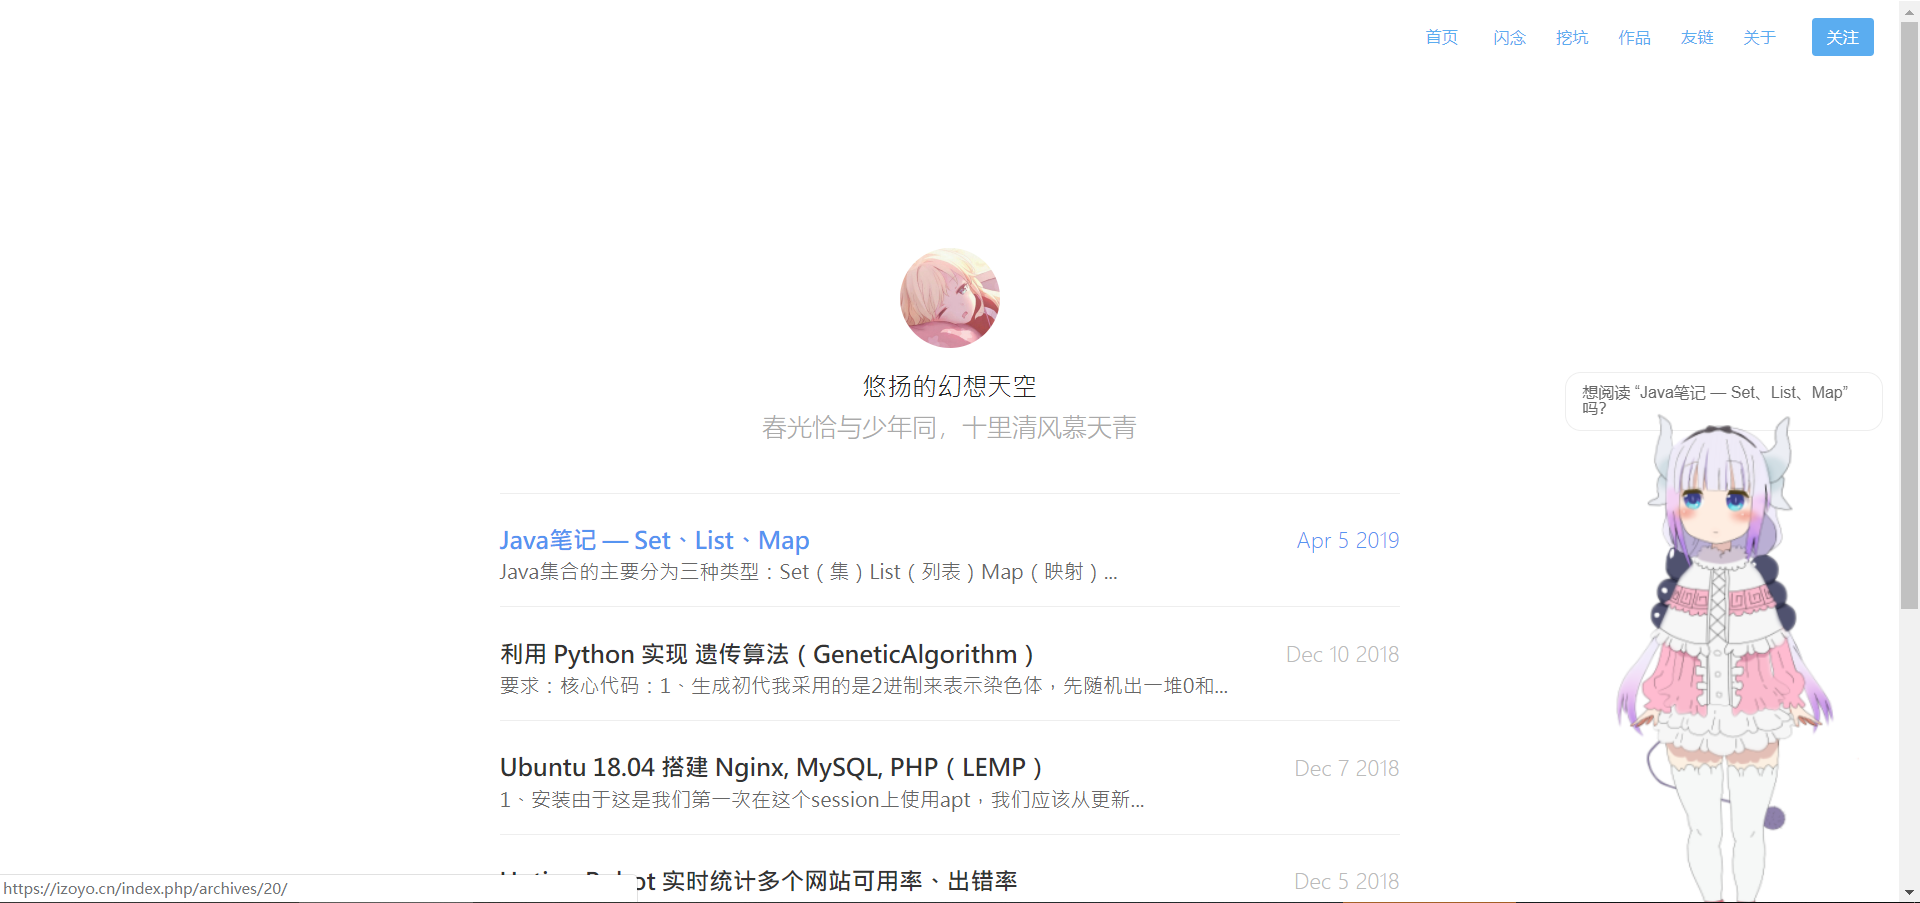 首页 闪念 挖坑 作品 友链 关于 关注
悠扬的幻想天空
春光恰与少年同，十里清风慕天青
想阅读 “Java笔记 — Set、List、Map”
吗？
Java笔记 — Set、List、Map Apr 5 2019
Java集合的主要分为三种类型：Set（集）List（列表）Map（映射）...
利用 Python 实现 遗传算法（GeneticAlgorithm） Dec 10 2018
要求：核心代码：1、生成初代我采用的是2进制来表示染色体，先随机出一堆0和...
Ubuntu 18.04 搭建 Nginx, MySQL, PHP（LEMP） Dec 7 2018
1、安装由于这是我们第一次在这个session上使用apt，我们应该从更新...
实时统计多个网站可用率、出错率 Dec 5 2018
https://izoyo.cn/index.php/archives/20/